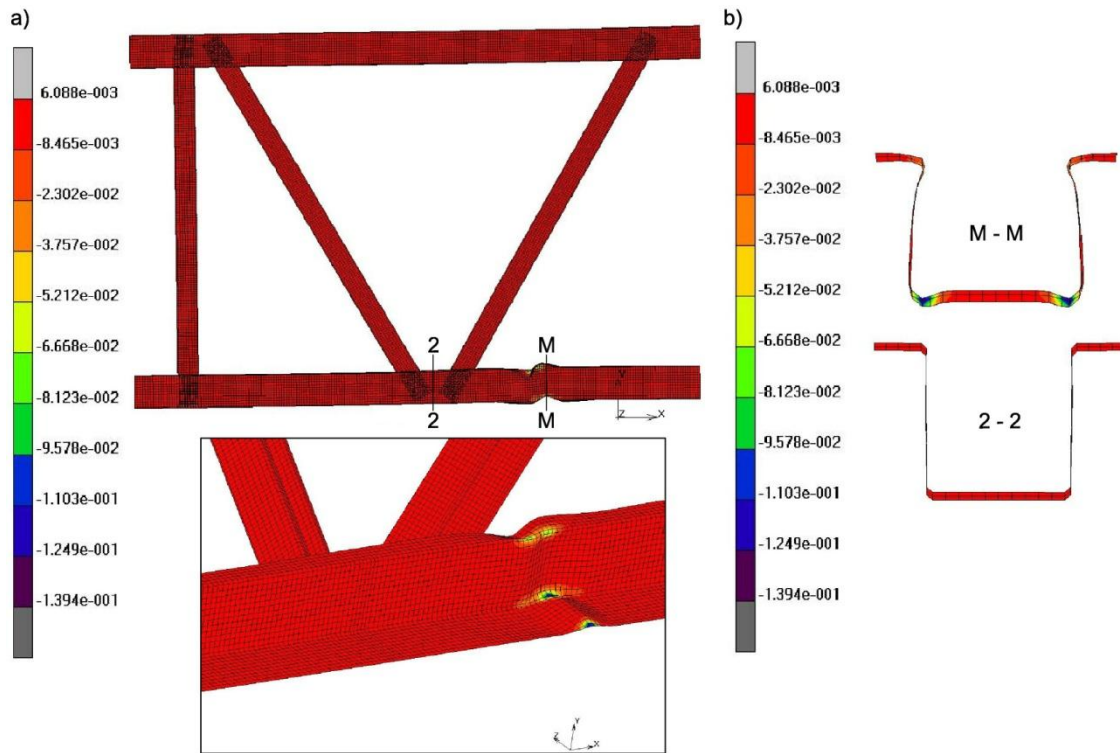 a)
6.088e-003
-8.465e-003
-2.302e-002
-3.757e-002
-5.212e-002
-6.668e-002
-8.123e-002
-9.578e-002
-1.103e-001
-1.249e-001
-1.394e-001
2
M
2
M
Y
Z
X
Z
Y
X
b)
6.088e-003
-8.465e-003
-2.302e-002
-3.757e-002
-5.212e-002
-6.668e-002
-8.123e-002
-9.578e-002
-1.103e-001
-1.249e-001
-1.394e-001
M - M
2 - 2